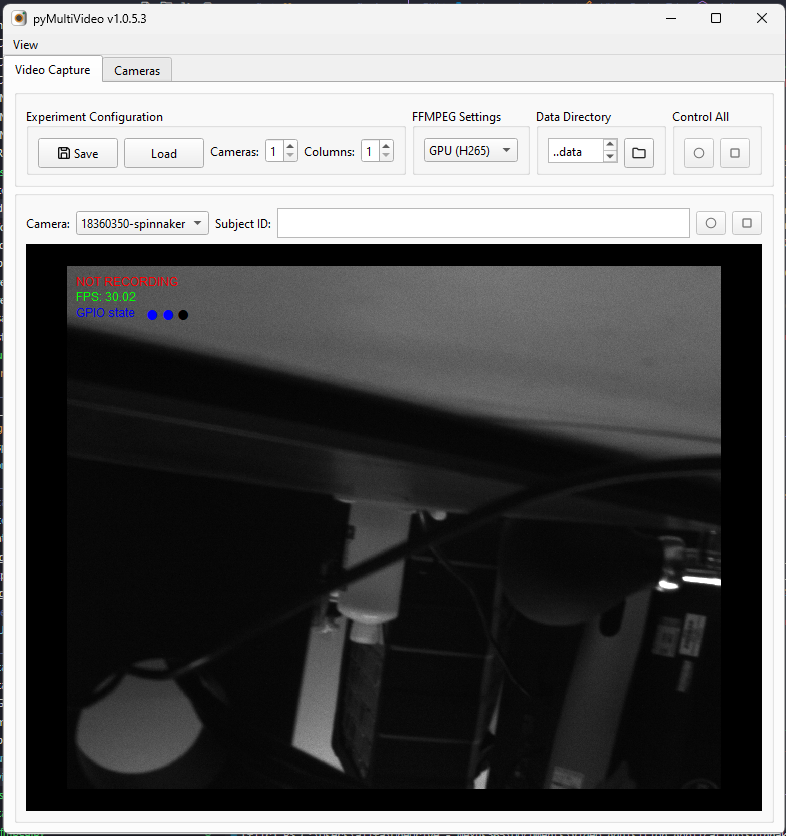 pyMultiVideo v1.0.5.3
View
Video Capture Cameras
Experiment Configuration FFMPEG Settings Data Directory Control All
Save Load Cameras: 1 Columns: 1 GPU (H265) ..data
Camera: 18360350-spinnaker Subject ID:
NOT RECORDING
FPS: 30.02
GPIO state